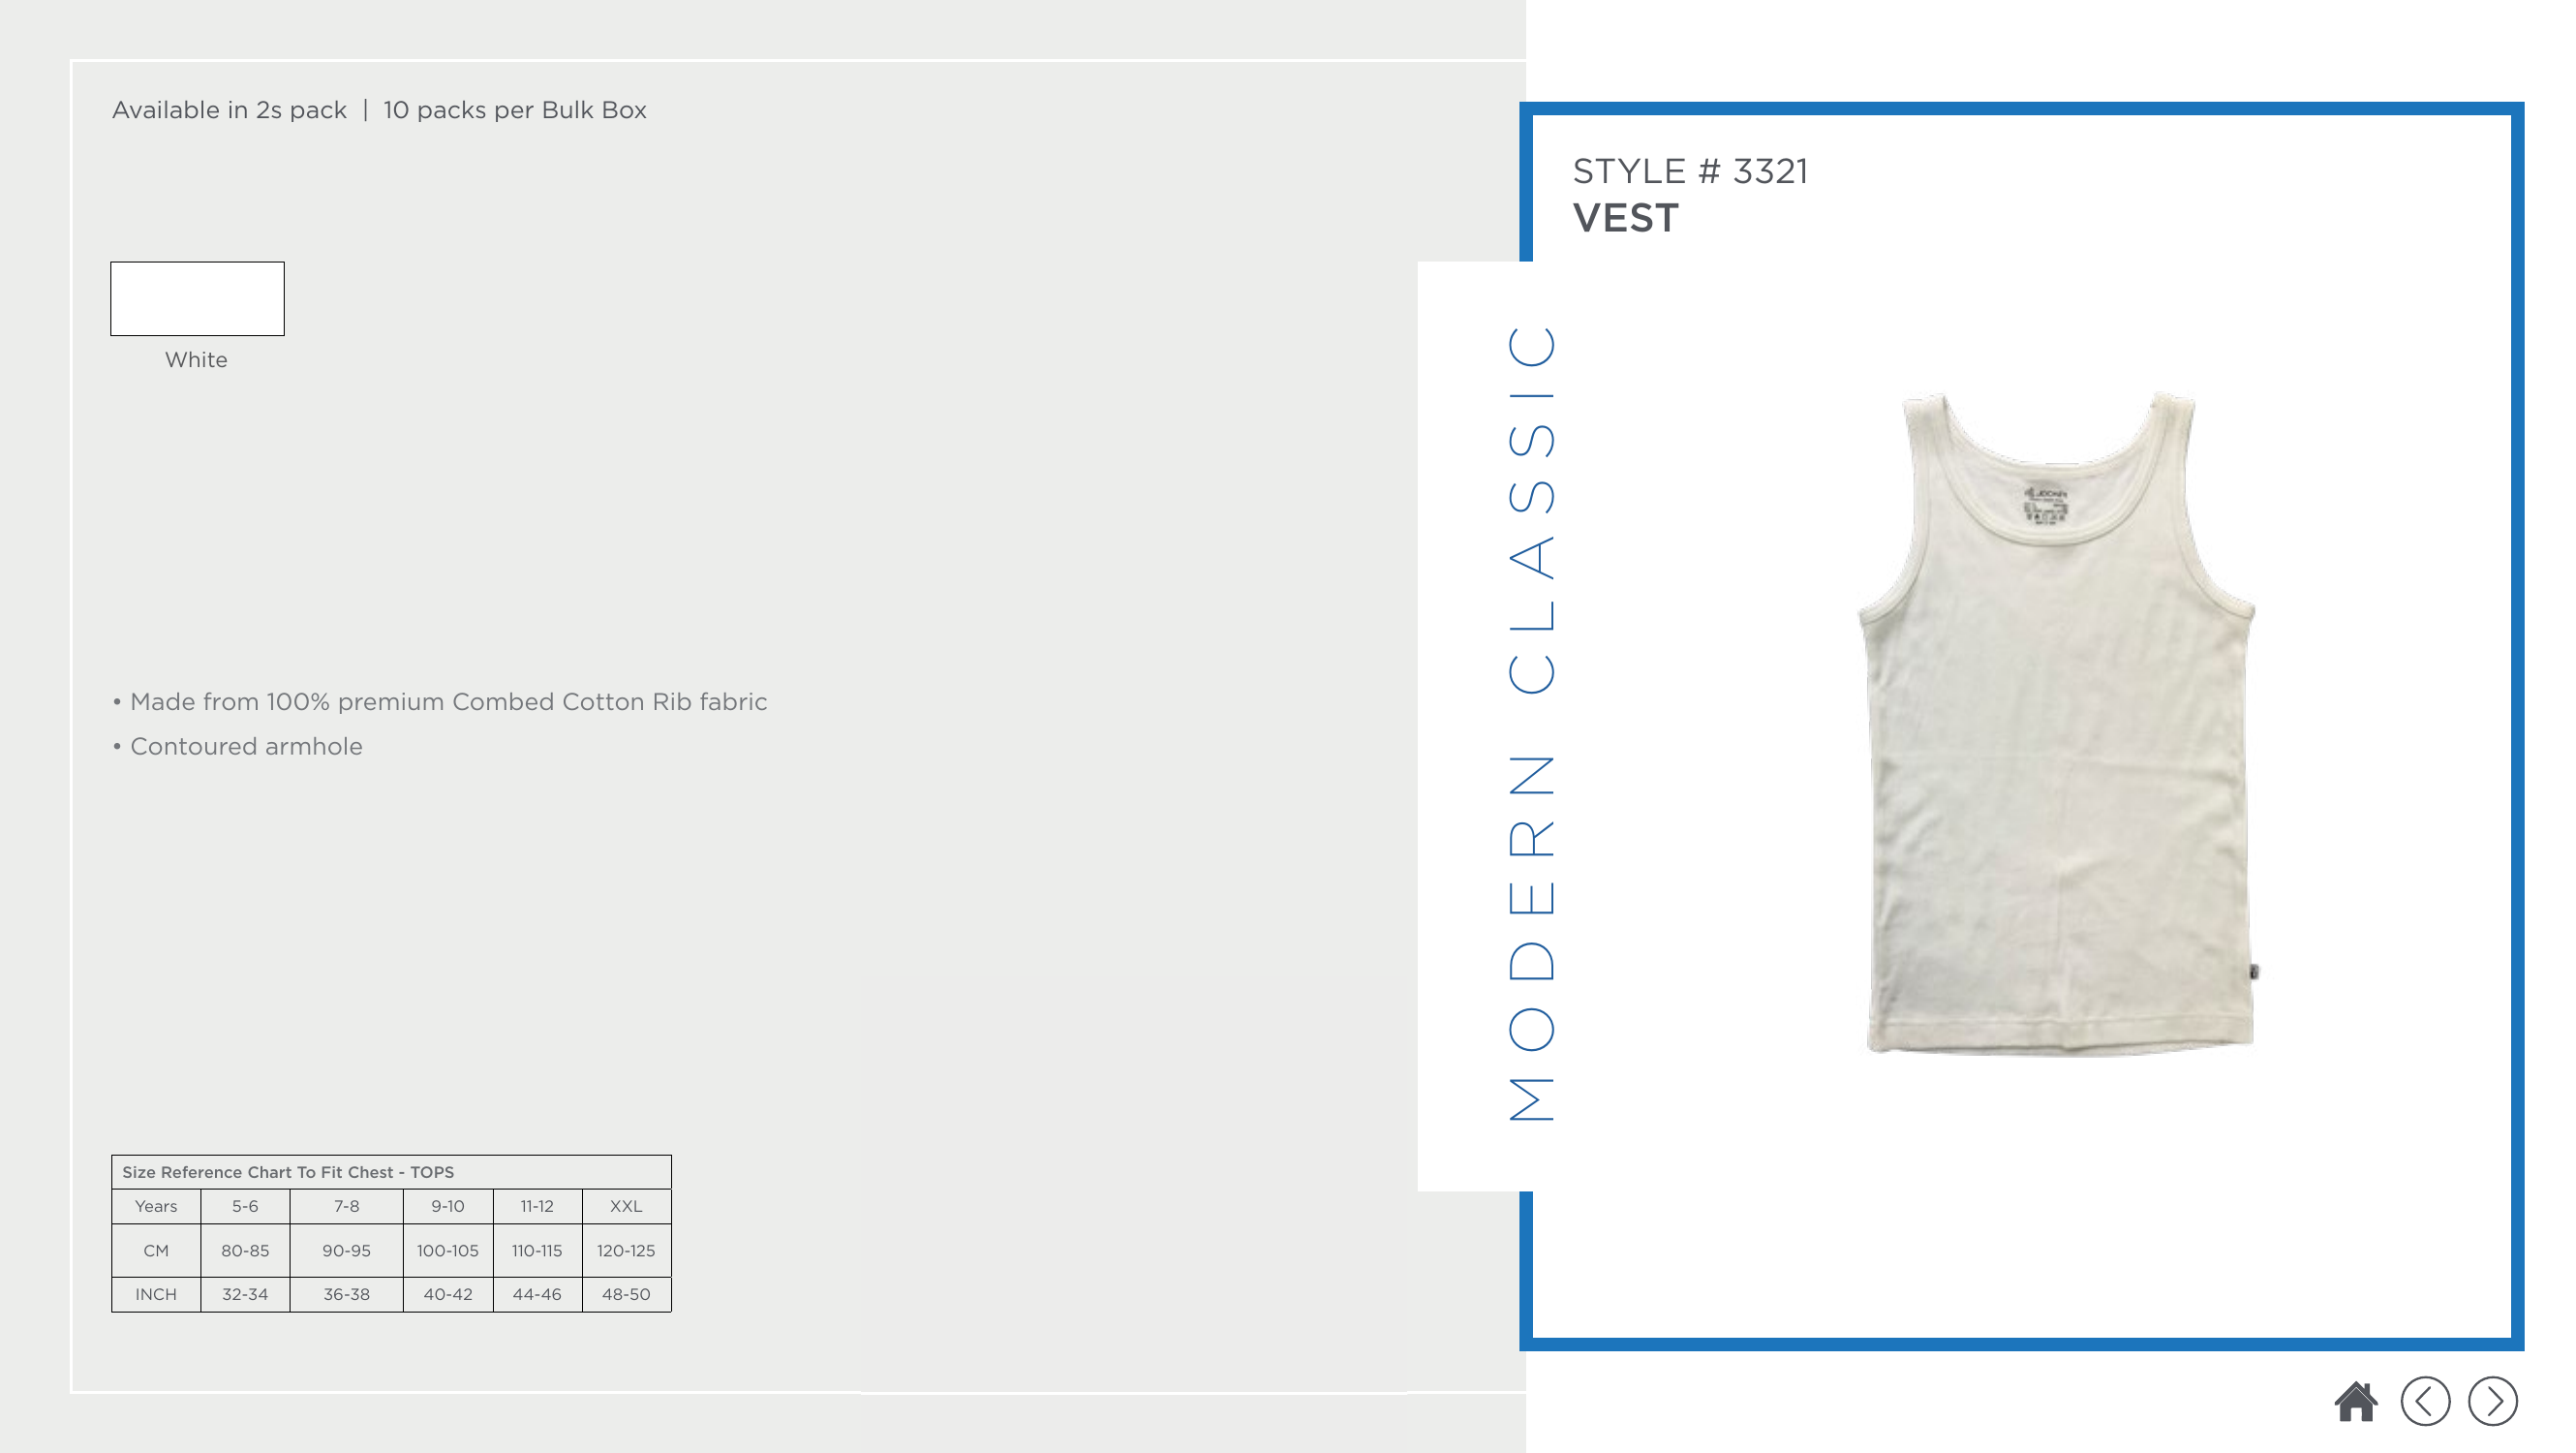 Available in 2s pack | 10 packs per Bulk Box
White
• Made from 100% premium Combed Cotton Rib fabric
• Contoured armhole
Size Reference Chart To Fit Chest - TOPS
Years 5-6 7-8 9-10 11-12 XXL
CM 80-85 90-95 100-105 110-115 120-125
INCH 32-34 36-38 40-42 44-46 48-50
MODERN CLASSIC
STYLE # 3321
VEST
JOCKEY